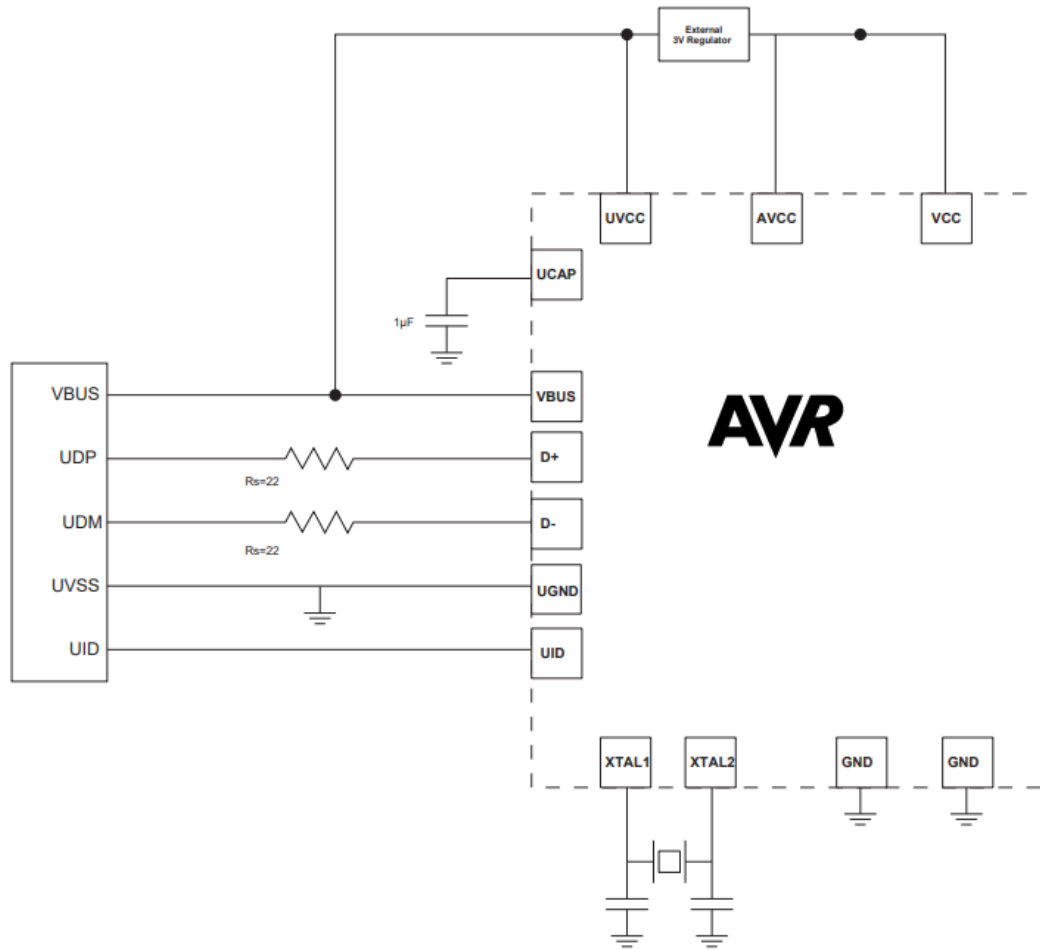 External
3V Regulator
UVCC
AVCC
VCC
UCAP
1µF
VBUS
VBUS
UDP
D+
Rs=22
UDM
D-
Rs=22
UVSS
UGND
UID
UID
AVR
XTAL1
XTAL2
GND
GND